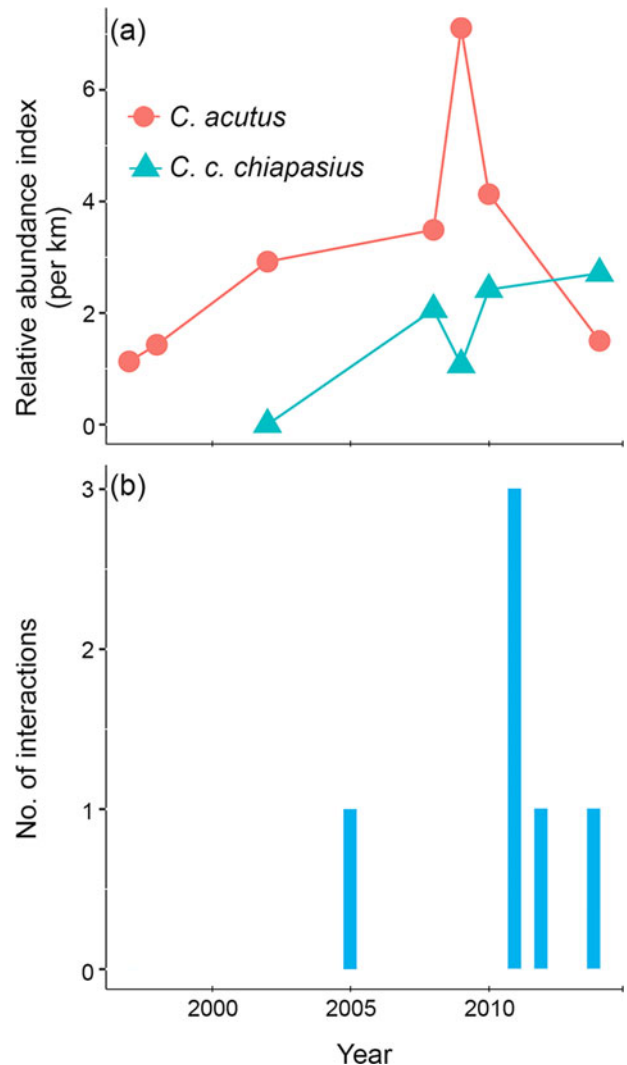 (a)
Relative abundance index
(per km)
6
4
2
0
C. acutus
C. c. chiapasius
(b)
No. of interactions
3
2
1
0
2000 2005 2010
Year